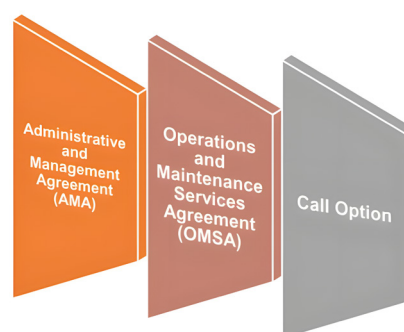 Administrative
and
Management
Agreement
(AMA)
Operations
and
Maintenance
Services
Agreement
(OMSA)
Call Option